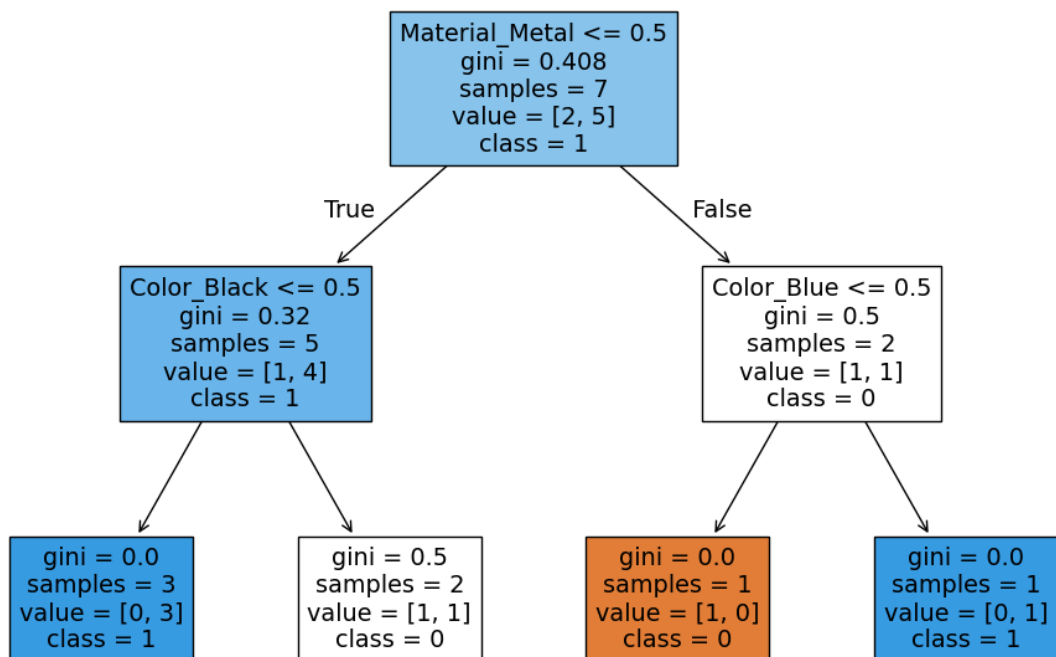 Material_Metal <= 0.5
gini = 0.408
samples = 7
value = [2, 5]
class = 1
True
False
Color_Black <= 0.5
gini = 0.32
samples = 5
value = [1, 4]
class = 1
Color_Blue <= 0.5
gini = 0.5
samples = 2
value = [1, 1]
class = 0
gini = 0.0
samples = 3
value = [0, 3]
class = 1
gini = 0.5
samples = 2
value = [1, 1]
class = 0
gini = 0.0
samples = 1
value = [1, 0]
class = 0
gini = 0.0
samples = 1
value = [0, 1]
class = 1